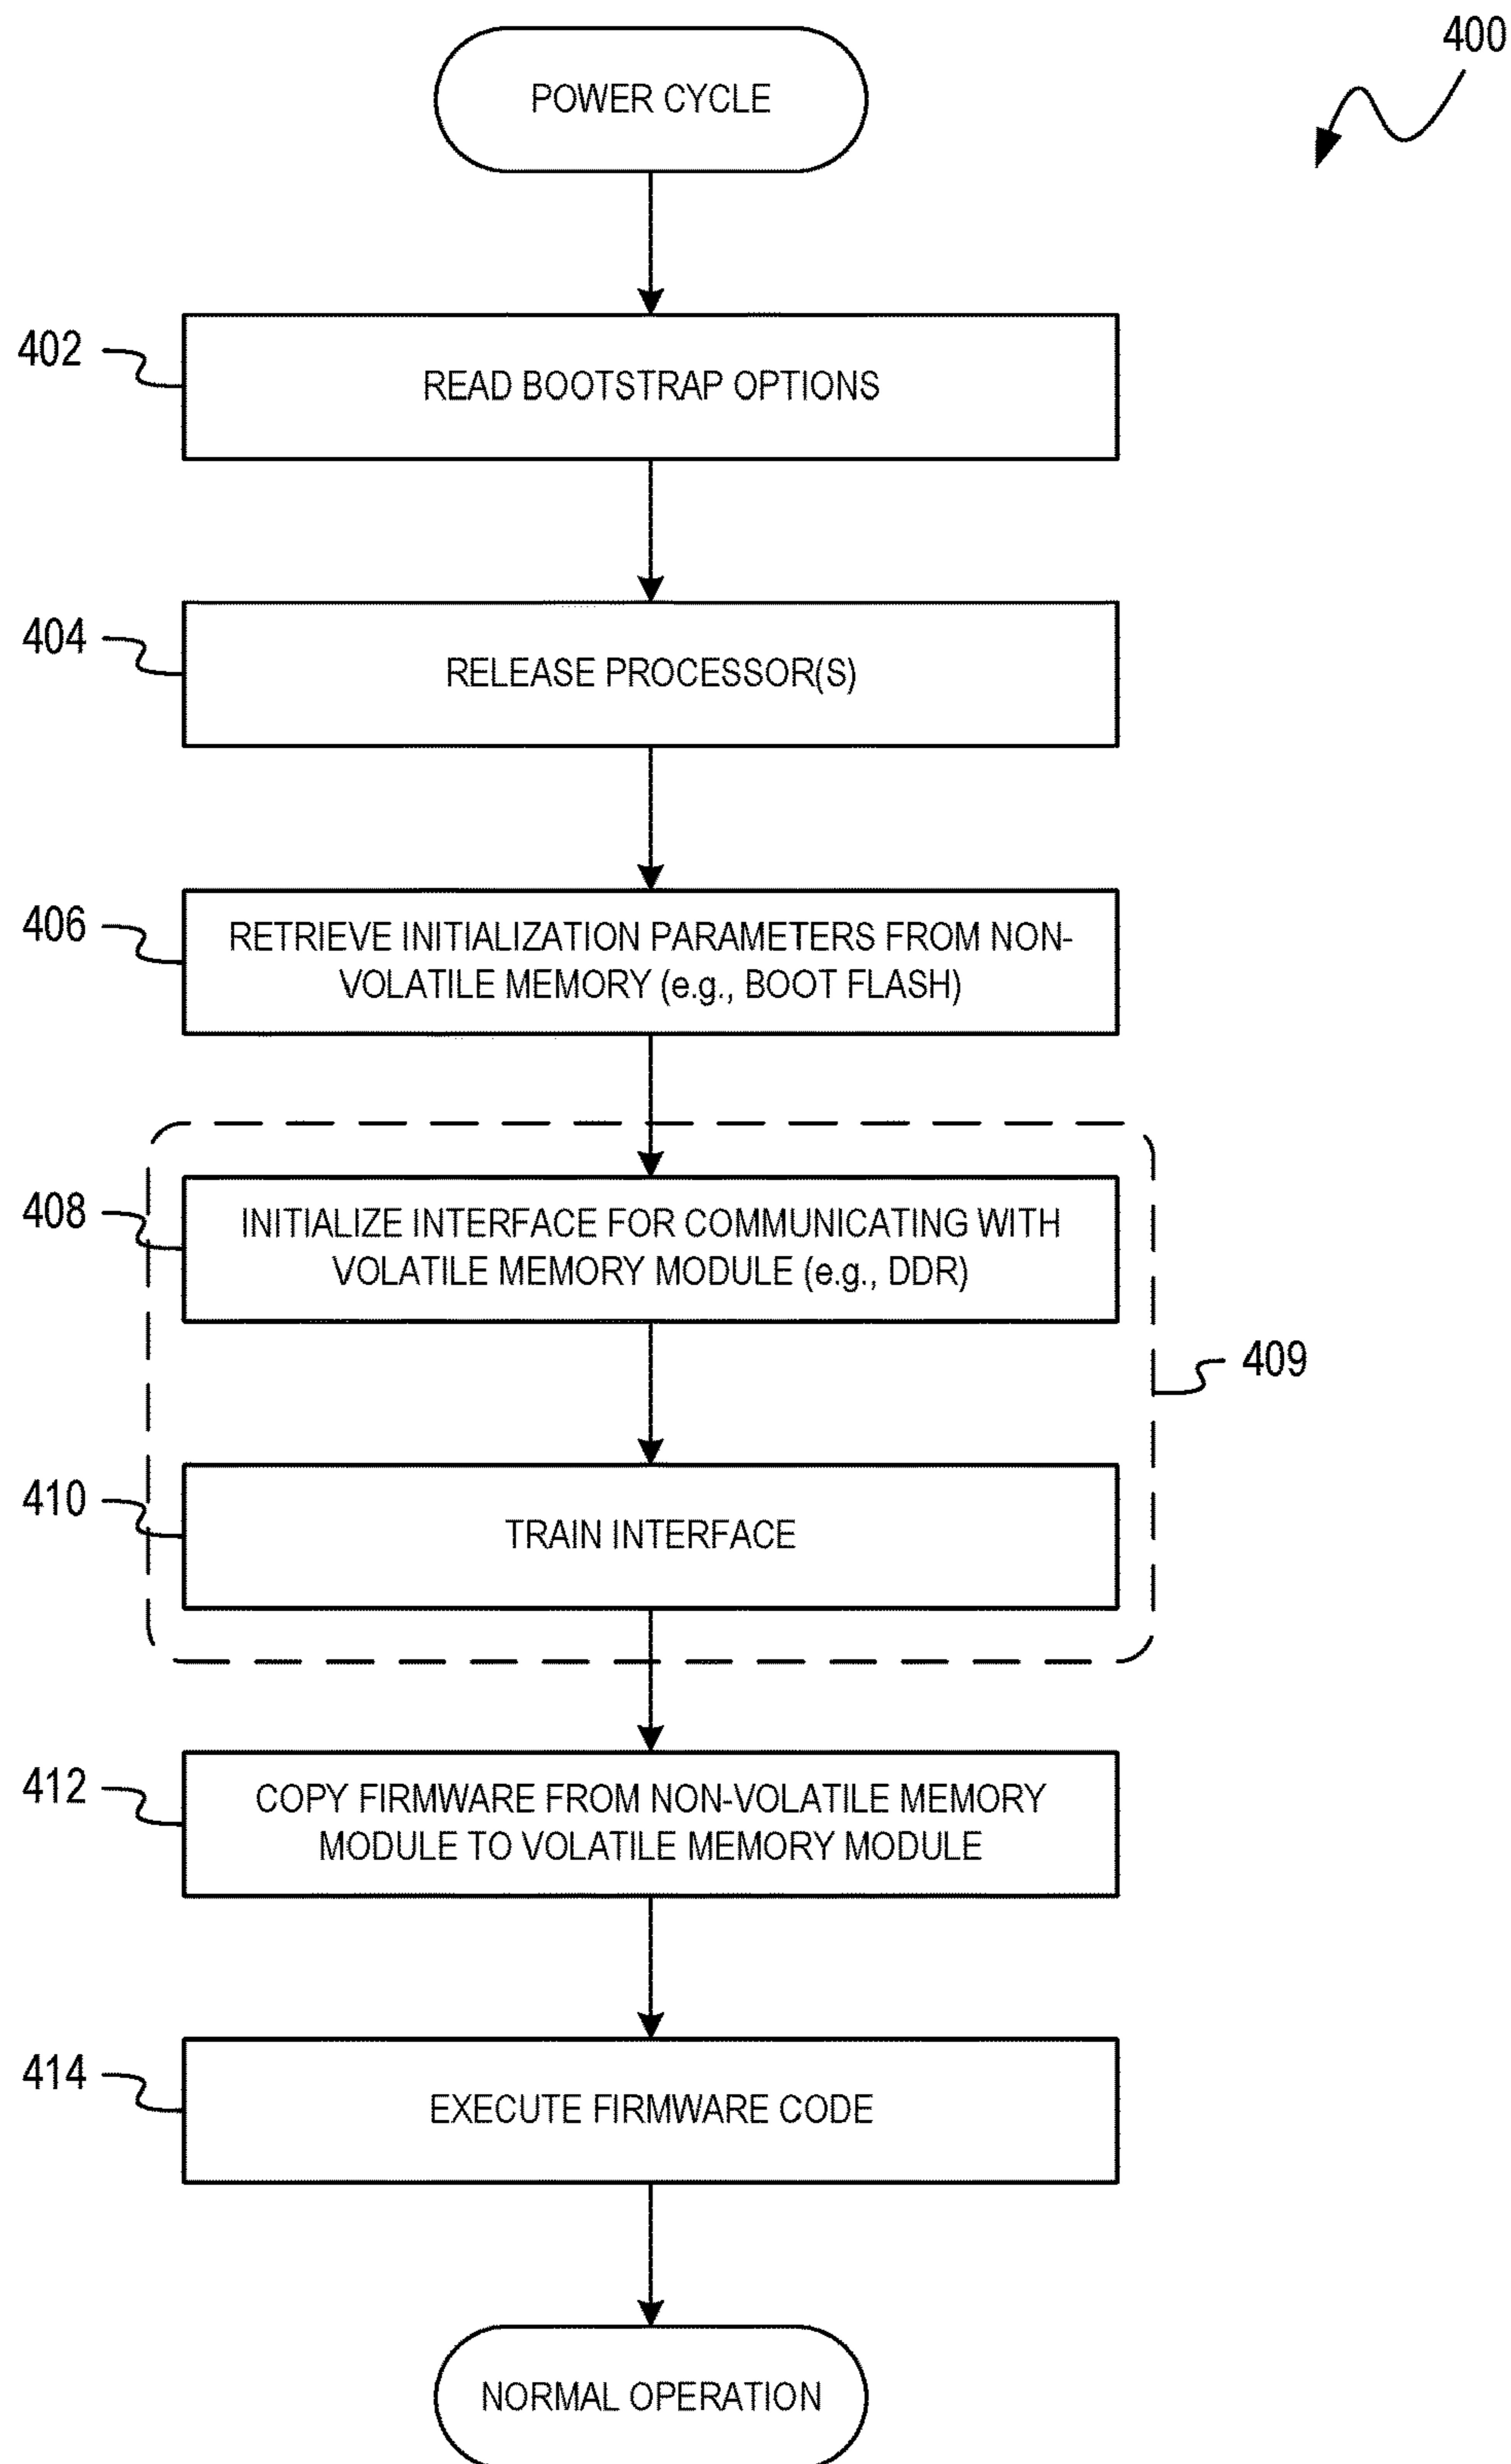 400
POWER CYCLE
402
READ BOOTSTRAP OPTIONS
404
RELEASE PROCESSOR(S)
406
RETRIEVE INITIALIZATION PARAMETERS FROM NON-
VOLATILE MEMORY (e.g., BOOT FLASH)
408
INITIALIZE INTERFACE FOR COMMUNICATING WITH
VOLATILE MEMORY MODULE (e.g., DDR)
409
410
TRAIN INTERFACE
412
COPY FIRMWARE FROM NON-VOLATILE MEMORY
MODULE TO VOLATILE MEMORY MODULE
414
EXECUTE FIRMWARE CODE
NORMAL OPERATION